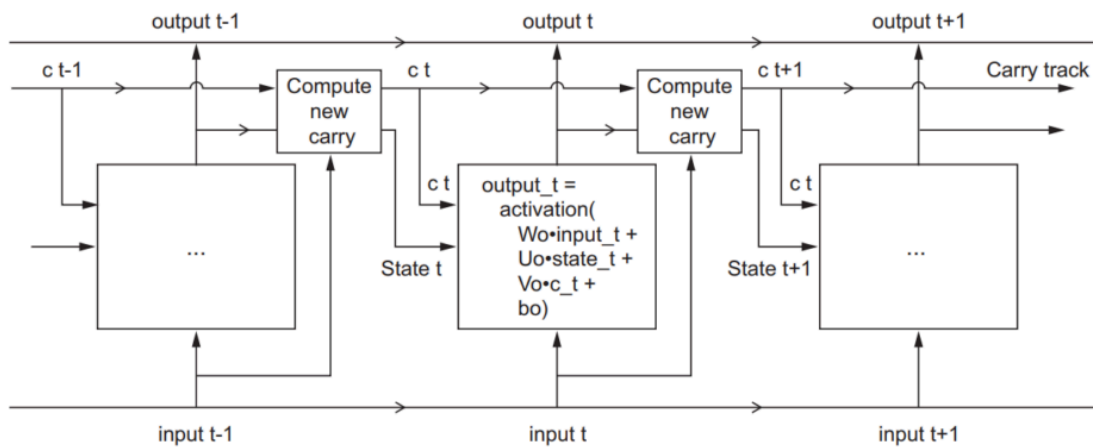 output t-1
output t
output t+1
c t-1
c t
c t+1
Carry track
Compute
new
carry
Compute
new
carry
c t
output_t =
activation(
Wo•input_t +
Uo•state_t +
Vo•c_t +
bo)
c t
...
...
State t
State t+1
input t-1
input t
input t+1